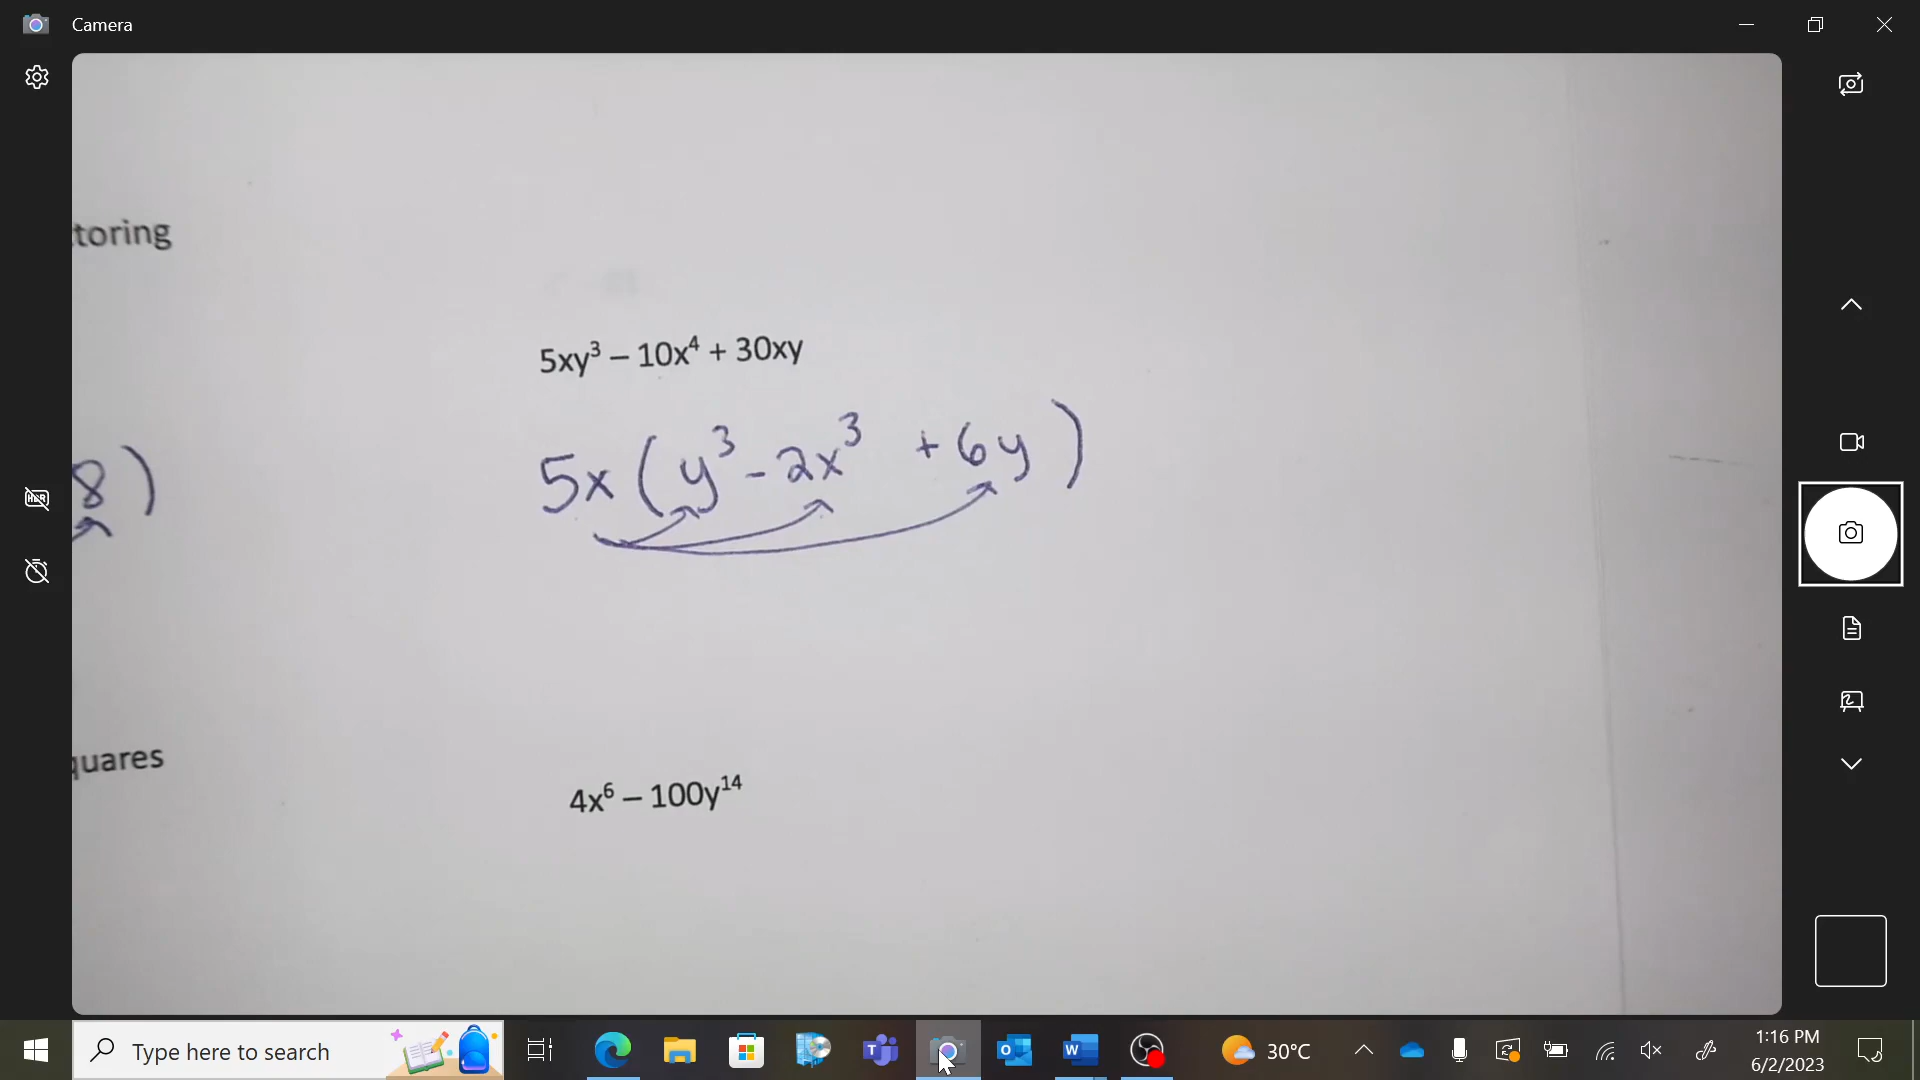 Camera
toring
5xy³ – 10x⁴ + 30xy
8)
5x(y³ - 2x³ + 6y)
quares
4x⁶ – 100y¹⁴
Type here to search
30°C
1:16 PM
6/2/2023